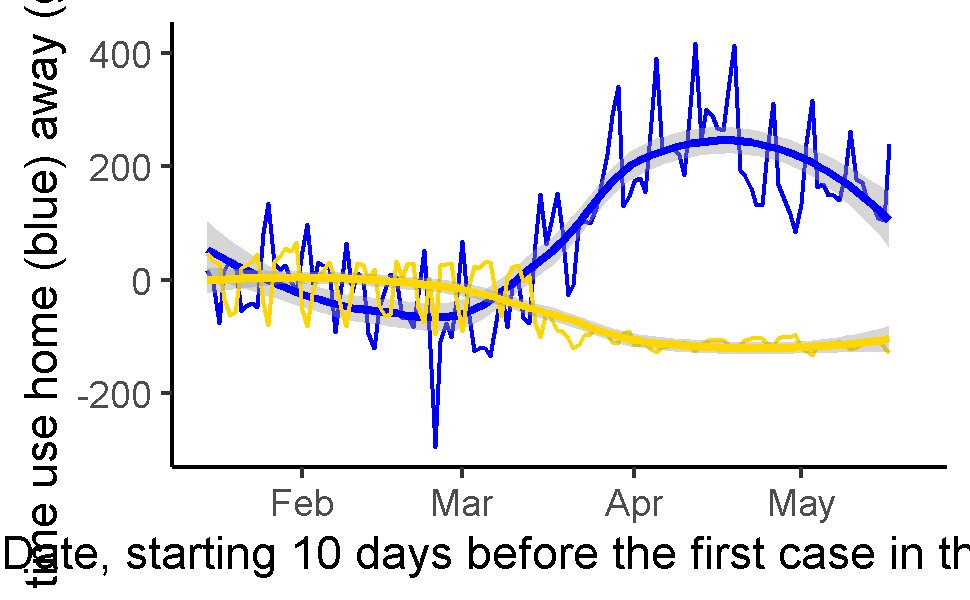 time use home (blue) away (
400
200
0
-200
Feb Mar Apr May
Date, starting 10 days before the first case in th